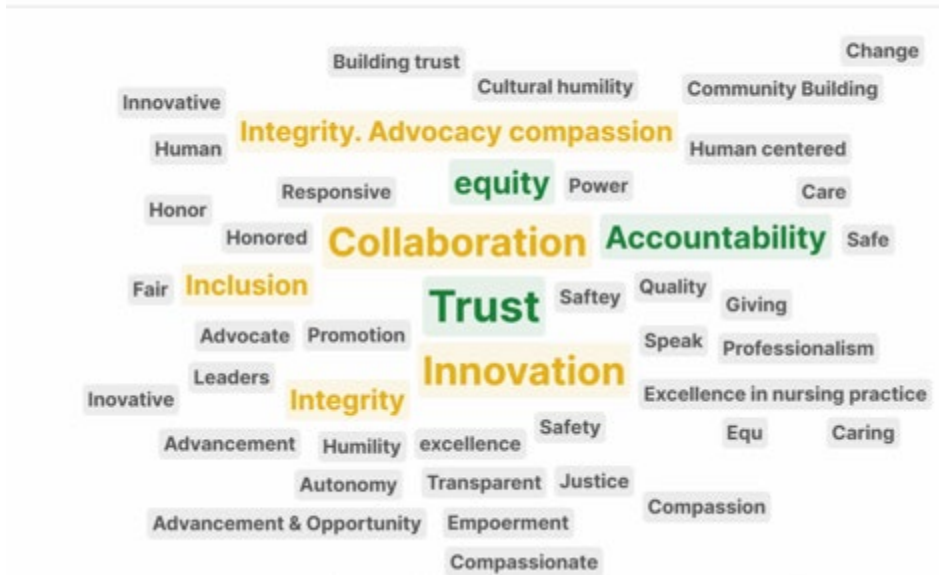 Change
Building trust
Cultural humility
Community Building
Innovative
Integrity. Advocacy compassion
Human
Human centered
equity
Power
Responsive
Care
Honor
Honored
Collaboration
Accountability
Safe
Fair
Inclusion
Trust
Saftey
Quality
Giving
Advocate
Promotion
Speak
Professionalism
Leaders
Innovation
Inovative
Integrity
Excellence in nursing practice
Safety
Equ
Caring
Advancement
Humility
excellence
Autonomy
Transparent
Justice
Compassion
Advancement & Opportunity
Empoerment
Compassionate